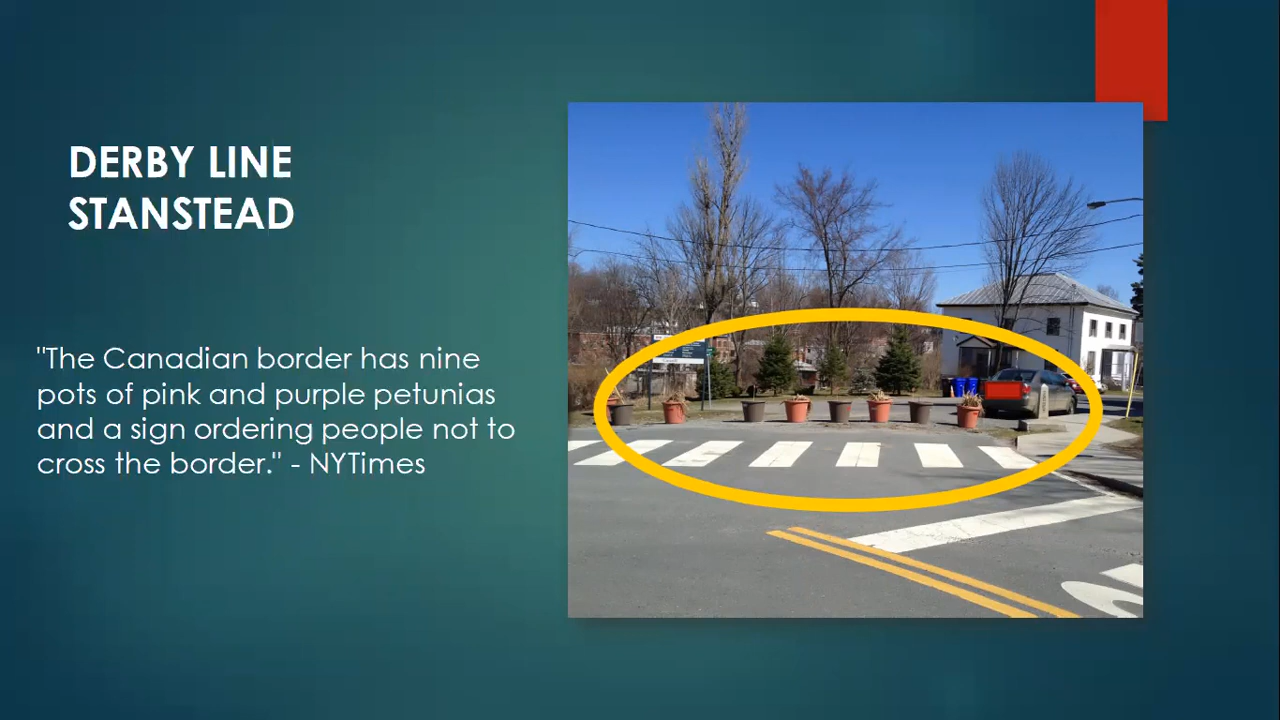 DERBY LINE
STANSTEAD
"The Canadian border has nine
pots of pink and purple petunias
and a sign ordering people not to
cross the border." - NYTimes